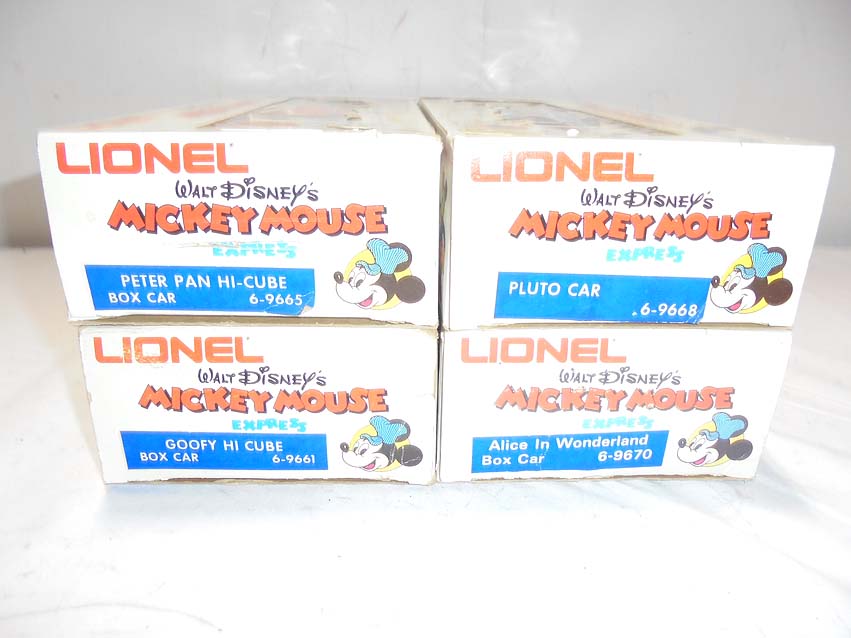 LIONEL
WALT DISNEY'S
MICKEY MOUSE
EXPRESS
PETER PAN HI-CUBE
BOX CAR 6-9665
LIONEL
WALT DISNEY'S
MICKEY MOUSE
EXPRESS
PLUTO CAR
6-9668
LIONEL
WALT DISNEY'S
MICKEY MOUSE
EXPRESS
GOOFY HI CUBE
BOX CAR 6-9661
LIONEL
WALT DISNEY'S
MICKEY MOUSE
EXPRESS
Alice In Wonderland
Box Car 6-9670